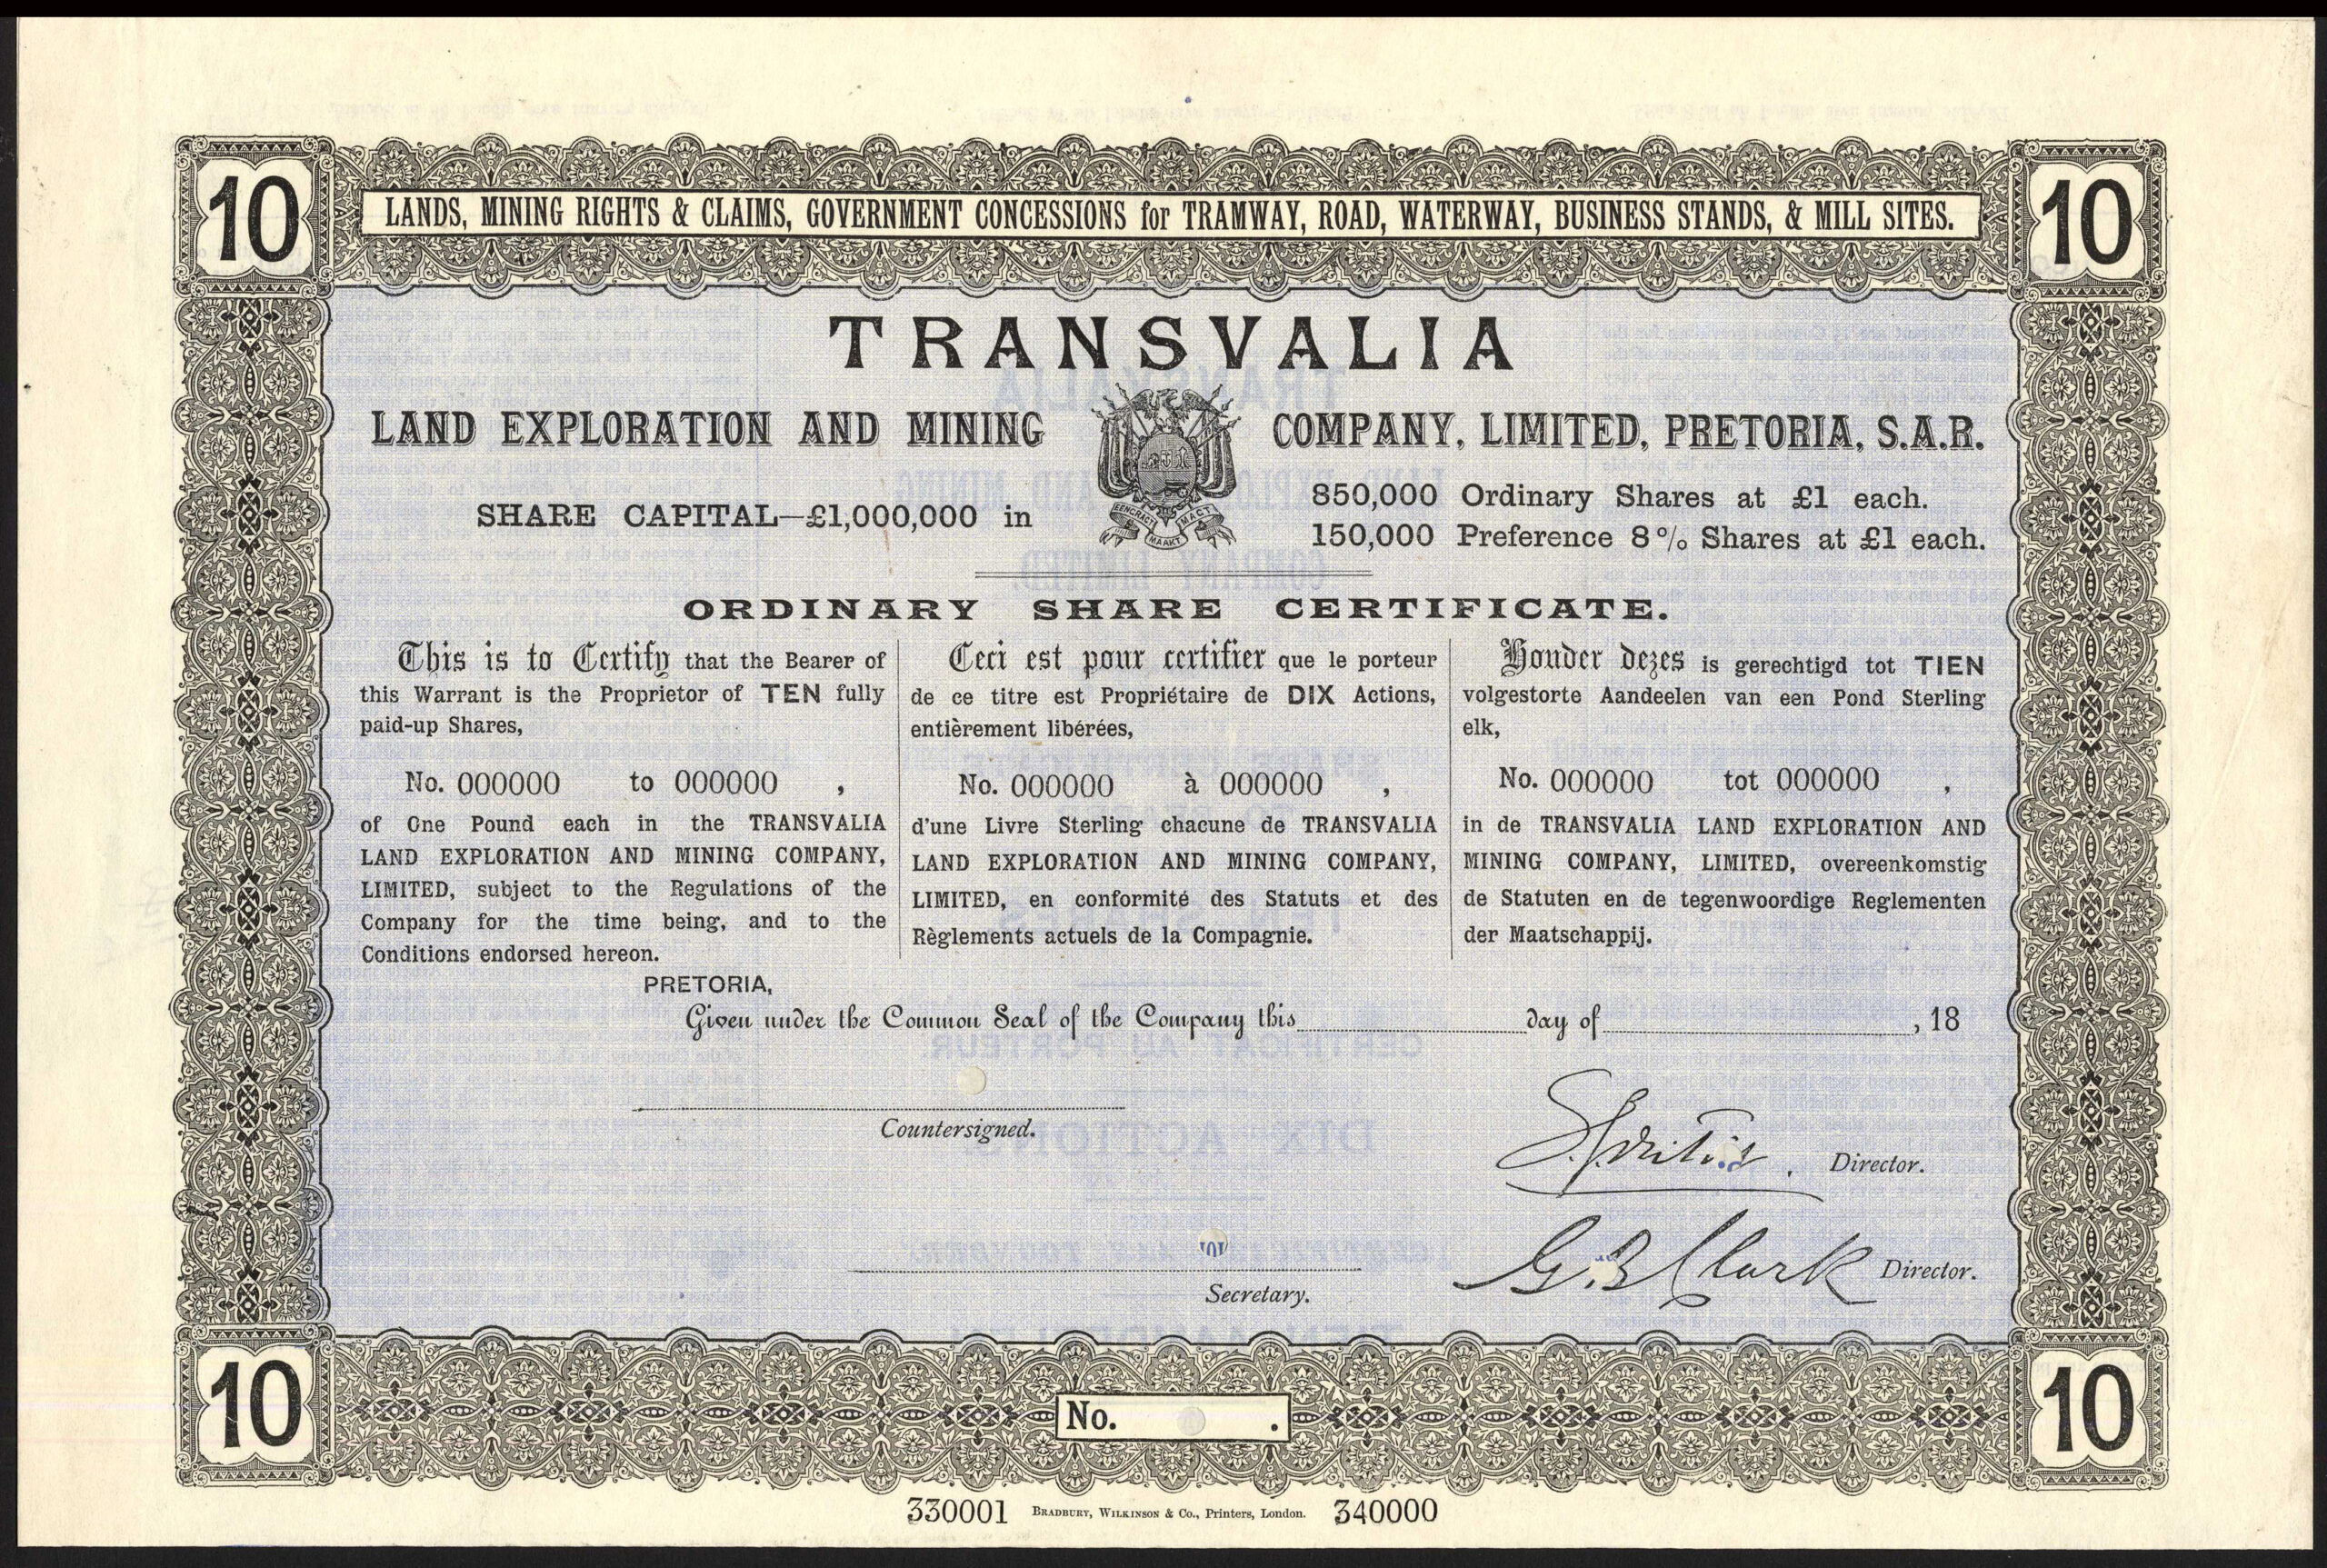 10
LANDS, MINING RIGHTS & CLAIMS, GOVERNMENT CONCESSIONS for TRAMWAY, ROAD, WATERWAY, BUSINESS STANDS, & MILL SITES.
10
TRANSVALIA
LAND EXPLORATION AND MINING COMPANY, LIMITED, PRETORIA, S.A.R.
EENDRACT MAAKT MACT
SHARE CAPITAL—£1,000,000 in
850,000 Ordinary Shares at £1 each.
150,000 Preference 8% Shares at £1 each.
ORDINARY SHARE CERTIFICATE.
This is to Certify that the Bearer of
this Warrant is the Proprietor of TEN fully
paid-up Shares,
No. 000000 to 000000 ,
of One Pound each in the TRANSVALIA
LAND EXPLORATION AND MINING COMPANY,
LIMITED, subject to the Regulations of the
Company for the time being, and to the
Conditions endorsed hereon.
Ceci est pour certifier que le porteur
de ce titre est Propriétaire de DIX Actions,
entièrement libérées,
No. 000000 à 000000 ,
d'une Livre Sterling chacune de TRANSVALIA
LAND EXPLORATION AND MINING COMPANY,
LIMITED, en conformité des Statuts et des
Règlements actuels de la Compagnie.
Houder dezes is gerechtigd tot TIEN
volgestorte Aandeelen van een Pond Sterling
elk,
No. 000000 tot 000000 ,
in de TRANSVALIA LAND EXPLORATION AND
MINING COMPANY, LIMITED, overeenkomstig
de Statuten en de tegenwoordige Reglementen
der Maatschappij.
PRETORIA,
Given under the Common Seal of the Company this day of , 18
Countersigned.
Director.
Secretary.
G. B. Clark Director.
10
No. .
10
330001 BRADBURY, WILKINSON & Co., Printers, London. 340000